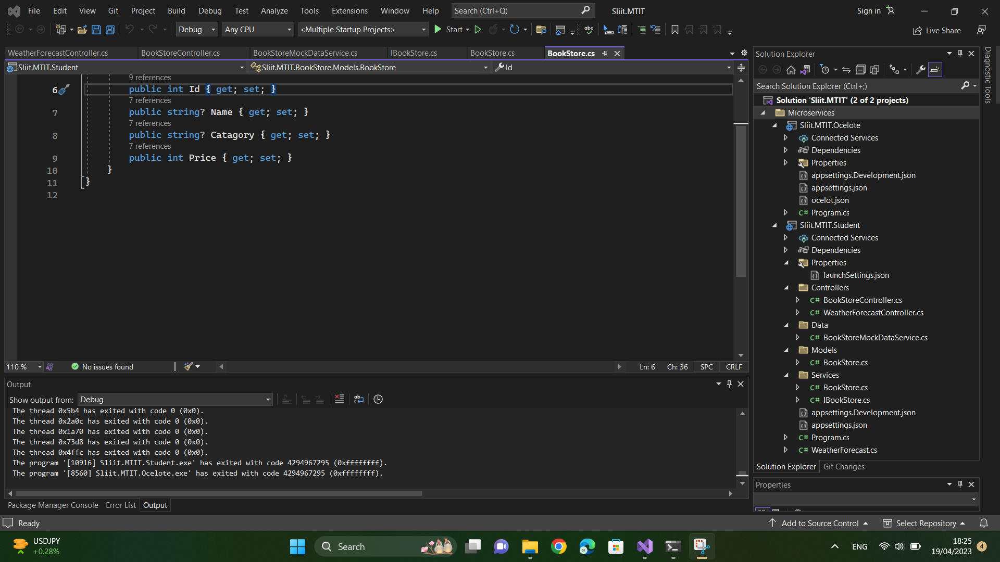 File Edit View Git Project Build Debug Test Analyze Tools Extensions Window Help Search (Ctrl+Q) Sliit.MTIT Sign in
Debug Any CPU <Multiple Startup Projects> Start Live Share
WeatherForecastController.cs BookStoreController.cs BookStoreMockDataService.cs IBookStore.cs BookStore.cs BookStore.cs
Sliit.MTIT.Student Sliit.MTIT.BookStore.Models.BookStore Id
9 references
6 public int Id { get; set; }
7 references
7 public string? Name { get; set; }
7 references
8 public string? Catagory { get; set; }
7 references
9 public int Price { get; set; }
10 }
11 }
12
110 % No issues found Ln: 6 Ch: 36 SPC CRLF
Output
Show output from: Debug
The thread 0x5b4 has exited with code 0 (0x0).
The thread 0x2a0c has exited with code 0 (0x0).
The thread 0x1a70 has exited with code 0 (0x0).
The thread 0x73d8 has exited with code 0 (0x0).
The thread 0x4ffc has exited with code 0 (0x0).
The program '[10916] Sliit.MTIT.Student.exe' has exited with code 4294967295 (0xffffffff).
The program '[8560] Sliit.MTIT.Ocelote.exe' has exited with code 4294967295 (0xffffffff).
Package Manager Console Error List Output
Solution Explorer
Search Solution Explorer (Ctrl+;)
Solution 'Sliit.MTIT' (2 of 2 projects)
Microservices
Sliit.MTIT.Ocelote
Connected Services
Dependencies
Properties
appsettings.Development.json
appsettings.json
ocelot.json
C# Program.cs
Sliit.MTIT.Student
Connected Services
Dependencies
Properties
launchSettings.json
Controllers
C# BookStoreController.cs
C# WeatherForecastController.cs
Data
C# BookStoreMockDataService.cs
Models
C# BookStore.cs
Services
C# BookStore.cs
C# IBookStore.cs
appsettings.Development.json
appsettings.json
C# Program.cs
C# WeatherForecast.cs
Solution Explorer Git Changes
Properties
Diagnostic Tools
Ready Add to Source Control Select Repository
USDJPY
+0.28%
Search
ENG
18:25
19/04/2023
4